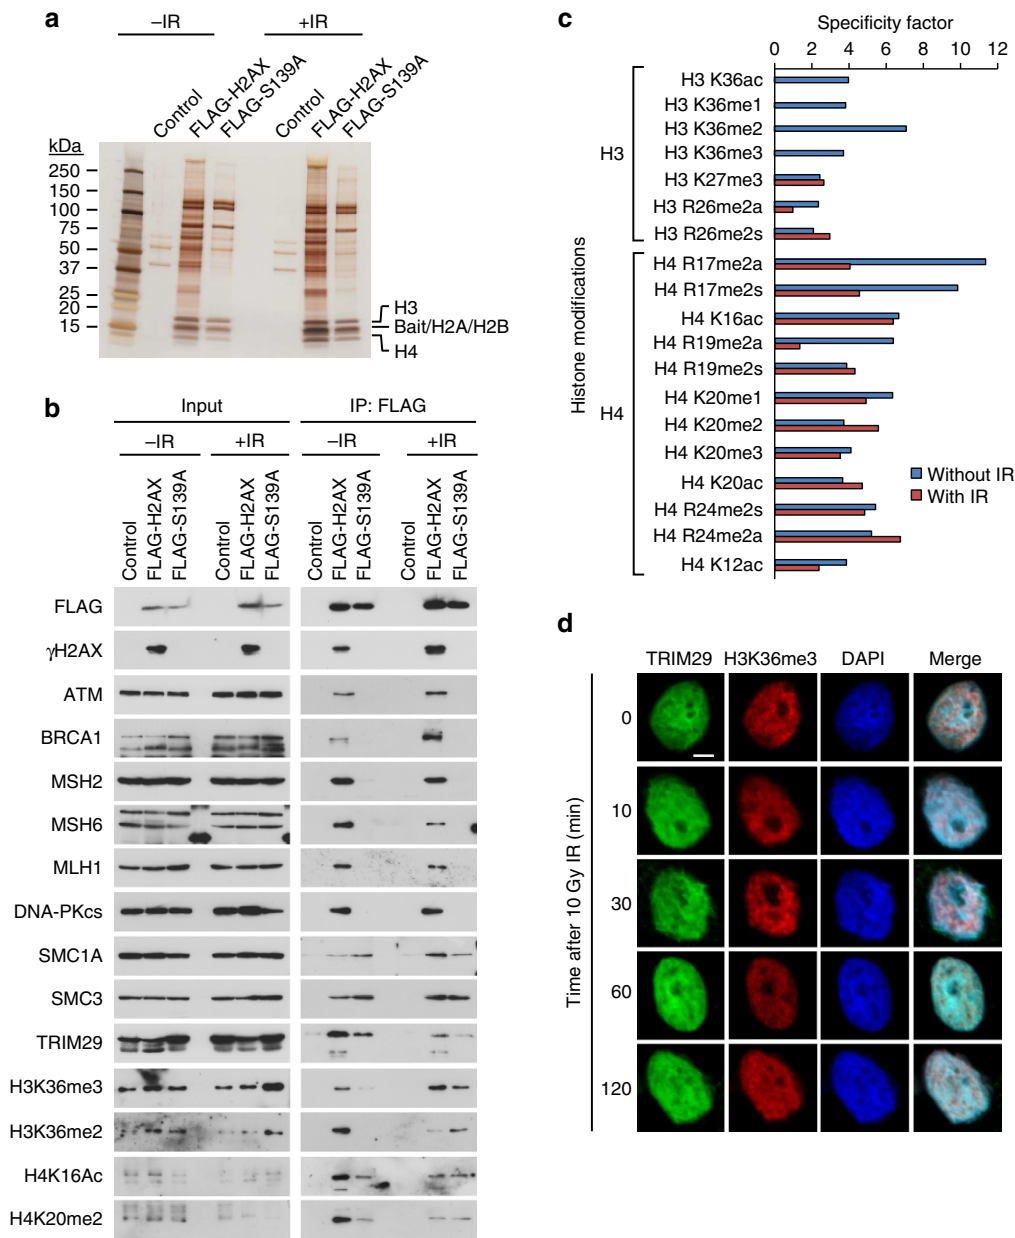 a
–IR
+IR
Control
FLAG-H2AX
FLAG-S139A
Control
FLAG-H2AX
FLAG-S139A
kDa
250
150
100
75
50
37
25
20
15
H3
Bait/H2A/H2B
H4
b
Input
IP: FLAG
–IR
+IR
–IR
+IR
Control
FLAG-H2AX
FLAG-S139A
Control
FLAG-H2AX
FLAG-S139A
Control
FLAG-H2AX
FLAG-S139A
Control
FLAG-H2AX
FLAG-S139A
FLAG
γH2AX
ATM
BRCA1
MSH2
MSH6
MLH1
DNA-PKcs
SMC1A
SMC3
TRIM29
H3K36me3
H3K36me2
H4K16Ac
H4K20me2
c
Specificity factor
0 2 4 6 8 10 12
Histone modifications
H3
H3 K36ac
H3 K36me1
H3 K36me2
H3 K36me3
H3 K27me3
H3 R26me2a
H3 R26me2s
H4
H4 R17me2a
H4 R17me2s
H4 K16ac
H4 R19me2a
H4 R19me2s
H4 K20me1
H4 K20me2
H4 K20me3
H4 K20ac
H4 R24me2s
H4 R24me2a
H4 K12ac
Without IR
With IR
d
TRIM29 H3K36me3 DAPI Merge
Time after 10 Gy IR (min)
0
10
30
60
120